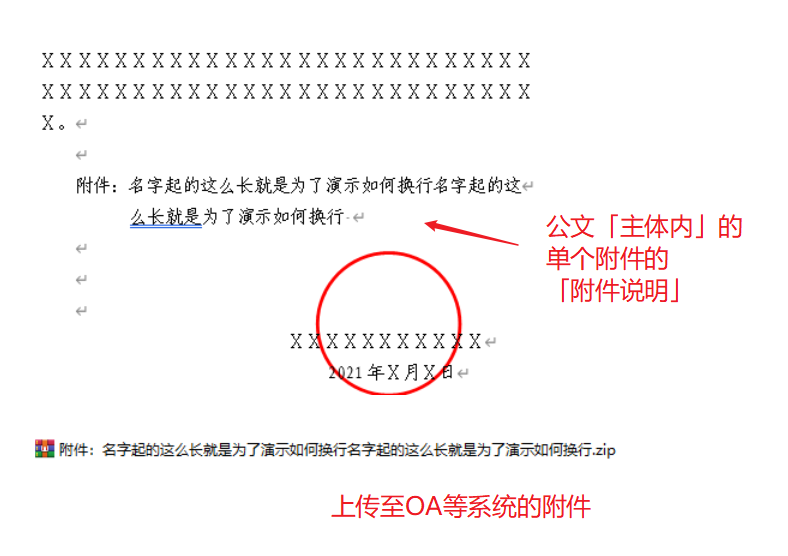 ＸＸＸＸＸＸＸＸＸＸＸＸＸＸＸＸＸＸＸＸＸＸＸＸＸＸＸ
ＸＸＸＸＸＸＸＸＸＸＸＸＸＸＸＸＸＸＸＸＸＸＸＸＸＸＸ
Ｘ。
附件：名字起的这么长就是为了演示如何换行名字起的这
么长就是为了演示如何换行
公文「主体内」的
单个附件的
「附件说明」
ＸＸＸＸＸＸＸＸＸＸＸ
2021年Ｘ月Ｘ日
附件：名字起的这么长就是为了演示如何换行名字起的这么长就是为了演示如何换行.zip
上传至OA等系统的附件